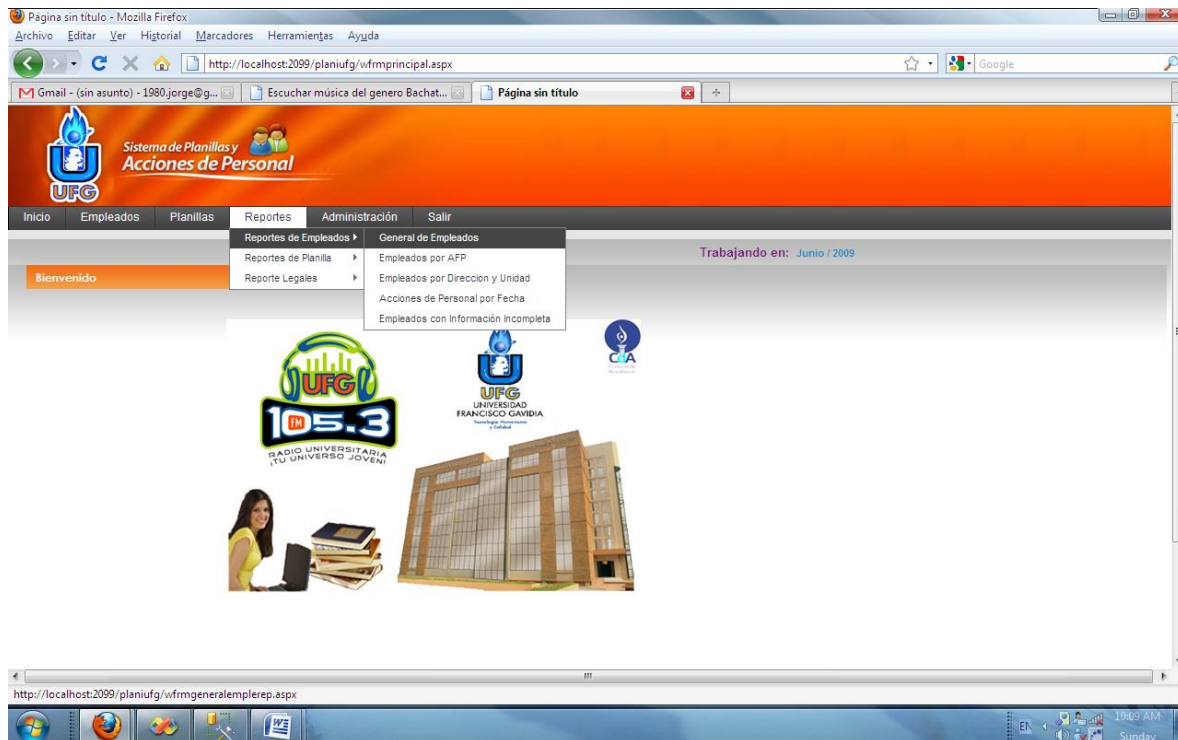 Página sin título - Mozilla Firefox
Archivo Editar Ver Historial Marcadores Herramientas Ayuda
http://localhost:2099/planiufg/wfrmprincipal.aspx
Google
Gmail - (sin asunto) - 1980.jorge@g...
Escuchar música del genero Bachat...
Página sin título
UFG
Sistema de Planillas y
Acciones de Personal
Inicio Empleados Planillas Reportes Administración Salir
Reportes de Empleados
Reportes de Planilla
Reporte Legales
General de Empleados
Empleados por AFP
Empleados por Direccion y Unidad
Acciones de Personal por Fecha
Empleados con Información Incompleta
Trabajando en: Junio / 2009
Bienvenido
UFG
FM 105.3
RADIO UNIVERSITARIA
¡TU UNIVERSO JOVEN!
UFG
UNIVERSIDAD
FRANCISCO GAVIDIA
Tecnología, Humanismo
y Calidad
CdA
http://localhost:2099/planiufg/wfrmgeneralemplerep.aspx
EN
10:09 AM
Sunday